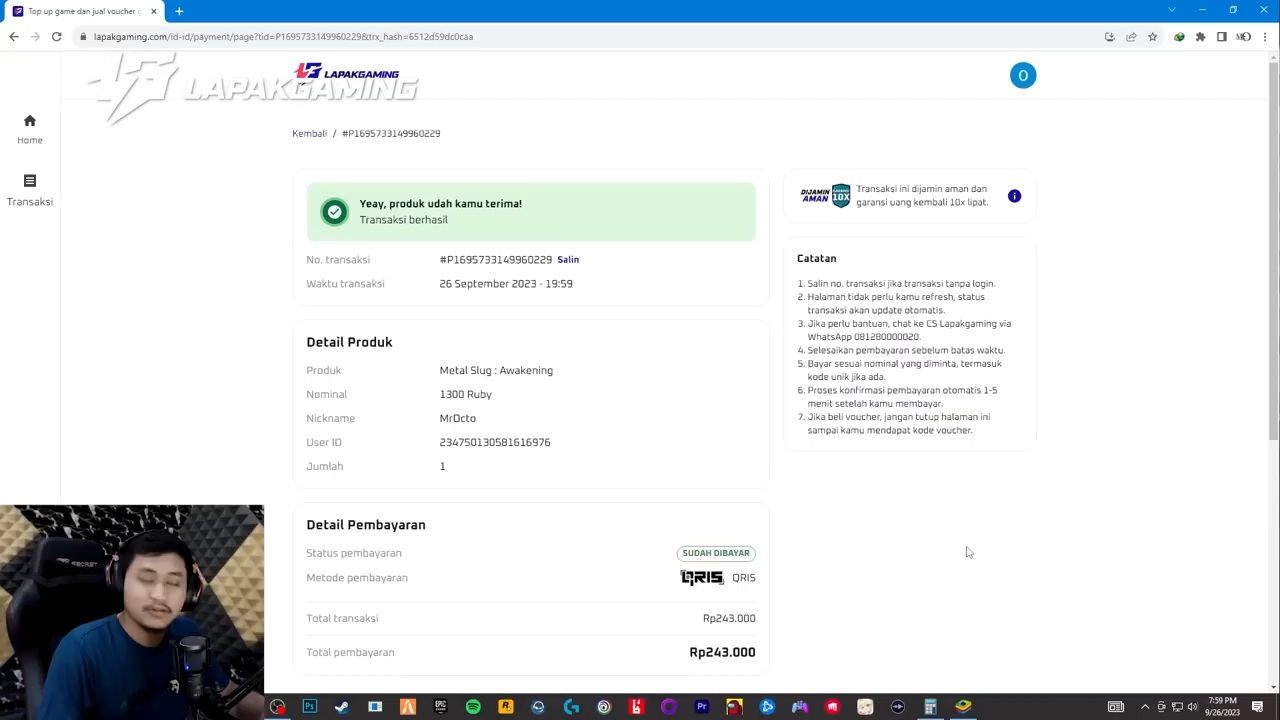 Top up game dan jual voucher g
lapakgaming.com/id-id/payment/page?tid=P1695733149960229&trx_hash=6512d59dc0caa
LAPAKGAMING
LAPAKGAMING
O
Home
Transaksi
Kembali / #P1695733149960229
Yeay, produk udah kamu terima!
Transaksi berhasil
No. transaksi #P1695733149960229 Salin
Waktu transaksi 26 September 2023 - 19:59
Detail Produk
Produk Metal Slug : Awakening
Nominal 1300 Ruby
Nickname MrOcto
User ID 234750130581616976
Jumlah 1
Detail Pembayaran
Status pembayaran SUDAH DIBAYAR
Metode pembayaran QRIS QRIS
Total transaksi Rp243.000
Total pembayaran Rp243.000
DIJAMIN
AMAN 10X
Transaksi ini dijamin aman dan
garansi uang kembali 10x lipat.
Catatan
1. Salin no. transaksi jika transaksi tanpa login.
2. Halaman tidak perlu kamu refresh, status
transaksi akan update otomatis.
3. Jika perlu bantuan, chat ke CS Lapakgaming via
WhatsApp 081280000020.
4. Selesaikan pembayaran sebelum batas waktu.
5. Bayar sesuai nominal yang diminta, termasuk
kode unik jika ada.
6. Proses konfirmasi pembayaran otomatis 1-5
menit setelah kamu membayar.
7. Jika beli voucher, jangan tutup halaman ini
sampai kamu mendapat kode voucher.
SECRET
Ps
EPIC
GAMES
Pr
7:59 PM
9/26/2023